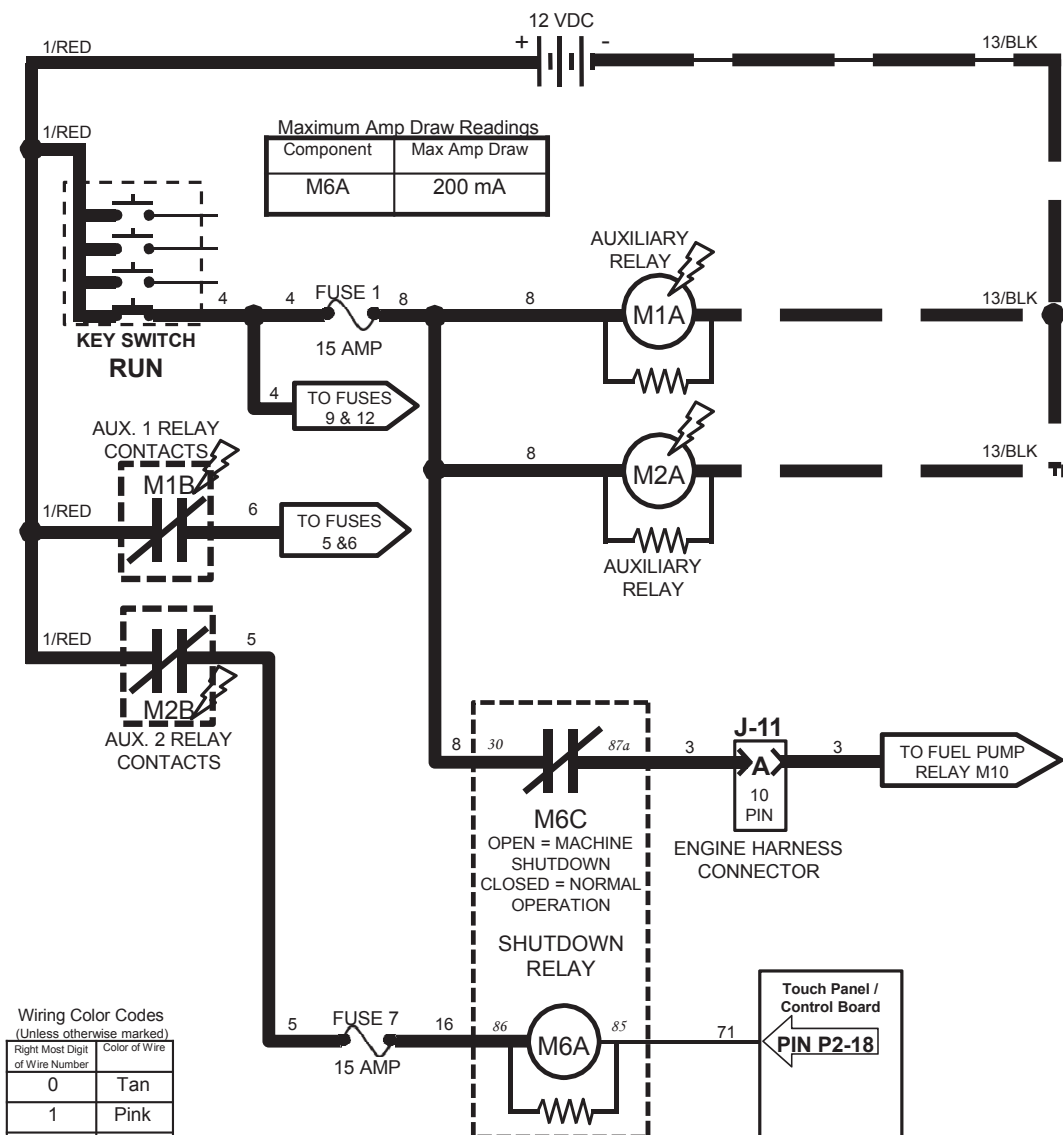 12 VDC
+ -
1/RED
13/BLK
1/RED
Maximum Amp Draw Readings
Component Max Amp Draw
M6A 200 mA
AUXILIARY
RELAY
4 4 FUSE 1 8 8 M1A 13/BLK
15 AMP
KEY SWITCH
RUN
4 TO FUSES
9 & 12
AUX. 1 RELAY
CONTACTS
8 M2A 13/BLK
M1B
1/RED 6 TO FUSES
5 &6
AUXILIARY
RELAY
1/RED 5
M2B
AUX. 2 RELAY
CONTACTS
J-11
8 30 87a 3 A 3 TO FUEL PUMP
RELAY M10
10
PIN
M6C
OPEN = MACHINE
SHUTDOWN
CLOSED = NORMAL
OPERATION
ENGINE HARNESS
CONNECTOR
SHUTDOWN
RELAY
Touch Panel /
Control Board
5 FUSE 7 16 86 M6A 85 71 PIN P2-18
15 AMP
Wiring Color Codes
(Unless otherwise marked)
Right Most Digit
of Wire Number
Color of Wire
0 Tan
1 Pink